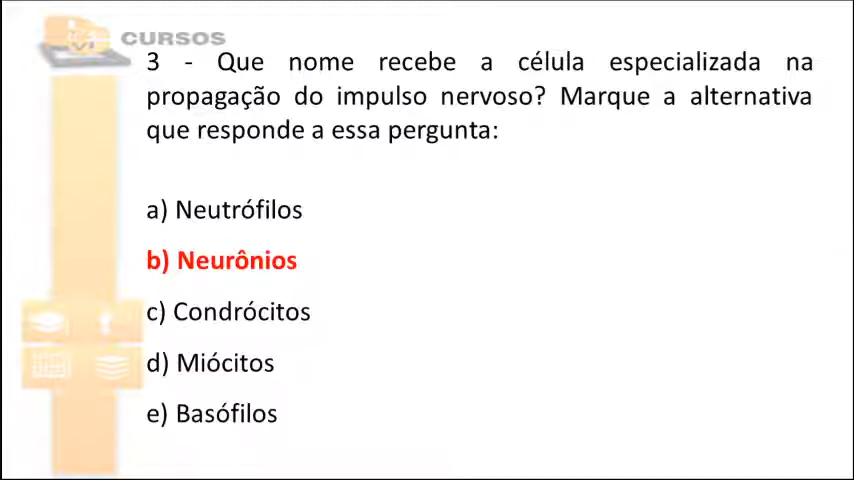 CURSOS
3 - Que nome recebe a célula especializada na
propagação do impulso nervoso? Marque a alternativa
que responde a essa pergunta:
a) Neutrófilos
b) Neurônios
c) Condrócitos
d) Miócitos
e) Basófilos